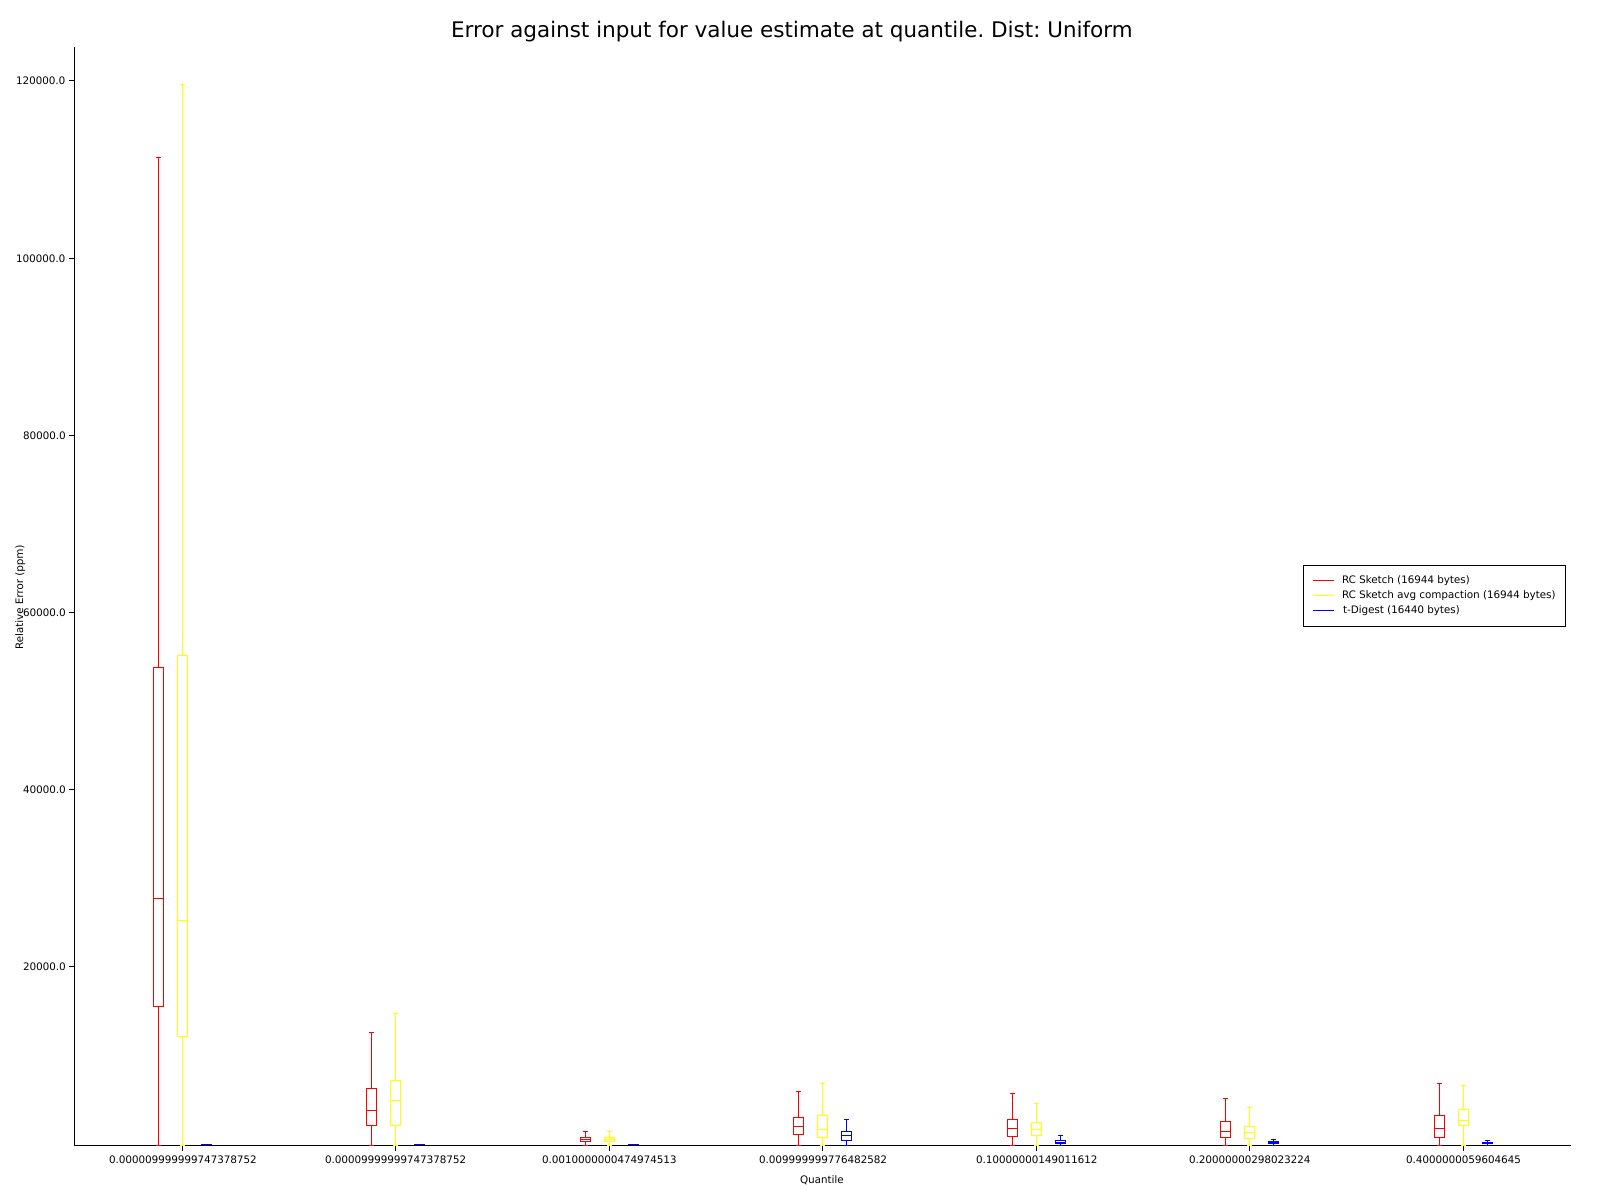 Error against input for value estimate at quantile. Dist: Uniform
120000.0
100000.0
80000.0
60000.0
40000.0
20000.0
Relative Error (ppm)
RC Sketch (16944 bytes)
RC Sketch avg compaction (16944 bytes)
t-Digest (16440 bytes)
0.000009999999747378752
0.00009999999747378752
0.001000000474974513
0.009999999776482582
0.10000000149011612
0.20000000298023224
0.4000000059604645
Quantile